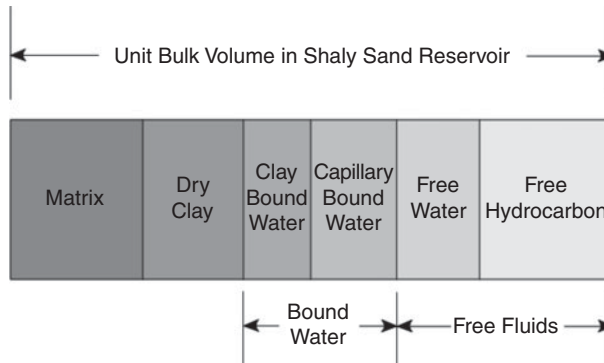 Unit Bulk Volume in Shaly Sand Reservoir
Matrix
Dry
Clay
Clay
Bound
Water
Capillary
Bound
Water
Free
Water
Free
Hydrocarbon
Bound
Water
Free Fluids